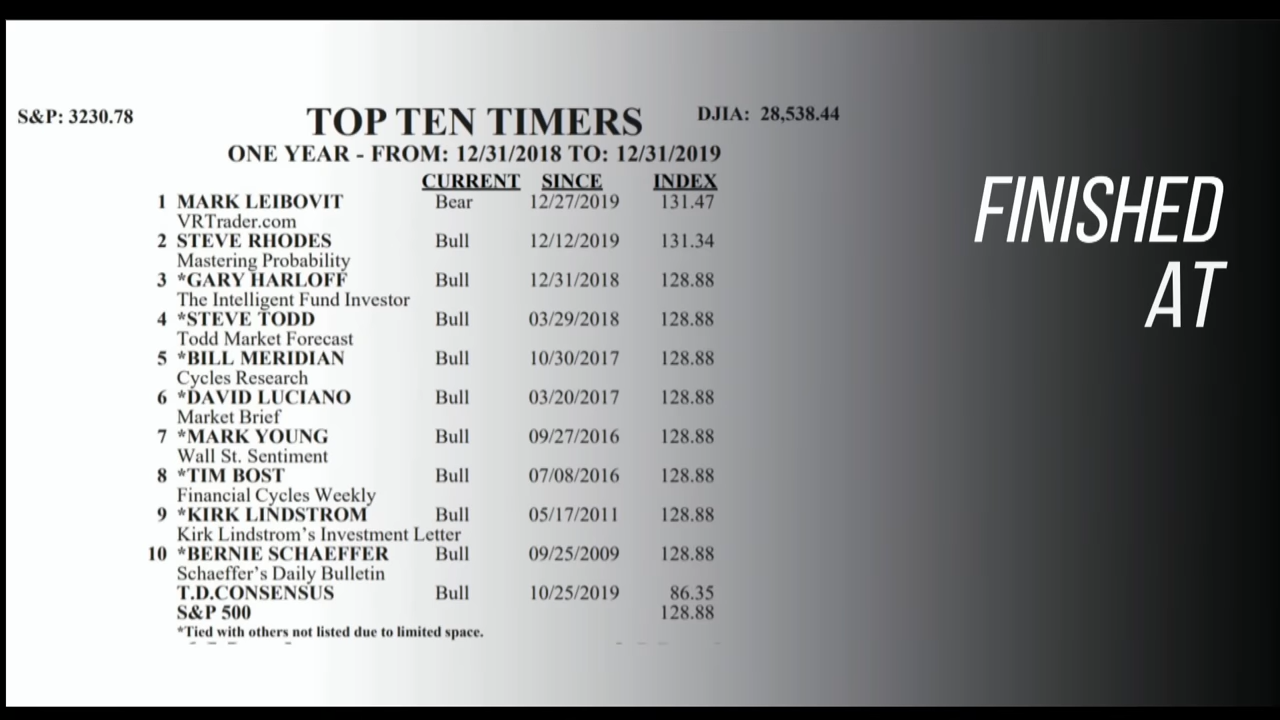 S&P: 3230.78
TOP TEN TIMERS
DJIA: 28,538.44
ONE YEAR - FROM: 12/31/2018 TO: 12/31/2019
CURRENT SINCE INDEX
1 MARK LEIBOVIT Bear 12/27/2019 131.47
VRTrader.com
2 STEVE RHODES Bull 12/12/2019 131.34
Mastering Probability
3 *GARY HARLOFF Bull 12/31/2018 128.88
The Intelligent Fund Investor
4 *STEVE TODD Bull 03/29/2018 128.88
Todd Market Forecast
5 *BILL MERIDIAN Bull 10/30/2017 128.88
Cycles Research
6 *DAVID LUCIANO Bull 03/20/2017 128.88
Market Brief
7 *MARK YOUNG Bull 09/27/2016 128.88
Wall St. Sentiment
8 *TIM BOST Bull 07/08/2016 128.88
Financial Cycles Weekly
9 *KIRK LINDSTROM Bull 05/17/2011 128.88
Kirk Lindstrom's Investment Letter
10 *BERNIE SCHAEFFER Bull 09/25/2009 128.88
Schaeffer's Daily Bulletin
T.D.CONSENSUS Bull 10/25/2019 86.35
S&P 500 128.88
*Tied with others not listed due to limited space.
FINISHED
AT